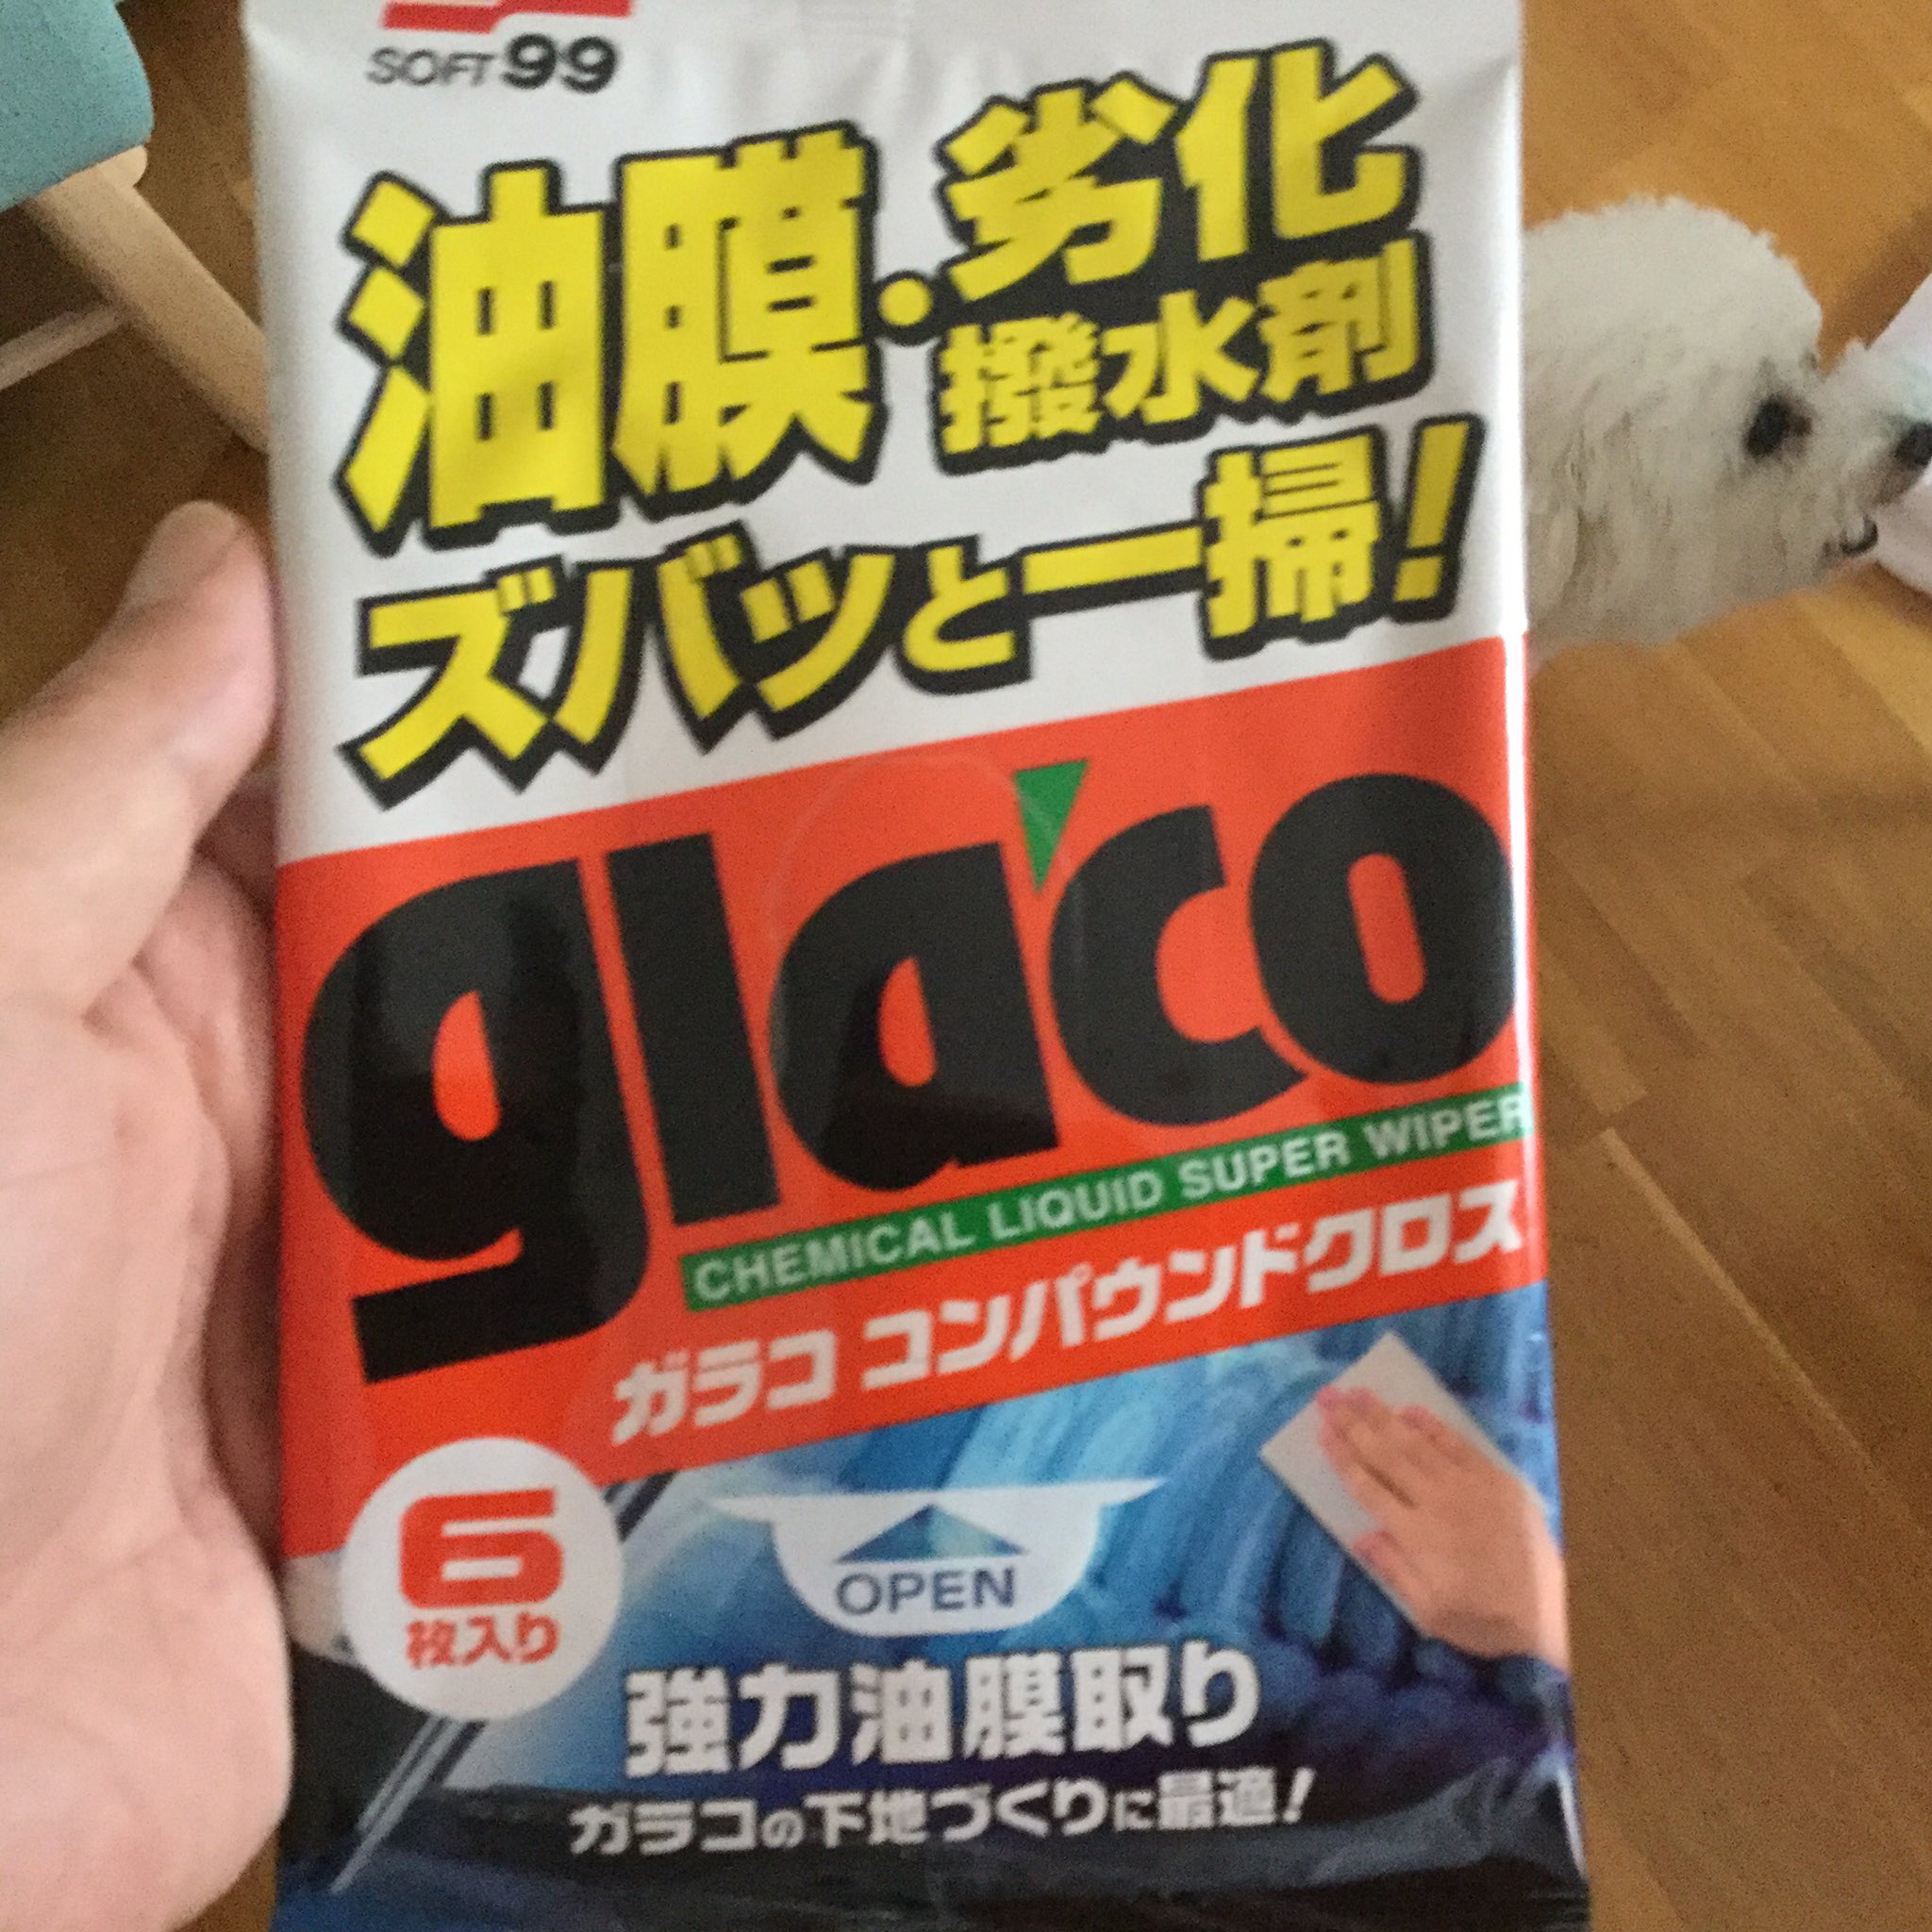 SOFT99
油膜・劣化
撥水剤
ズバッと一掃!
glaco
CHEMICAL LIQUID SUPER WIPER
ガラコ コンパウンドクロス
6
枚入り
OPEN
強力油膜取り
ガラコの下地づくりに最適!